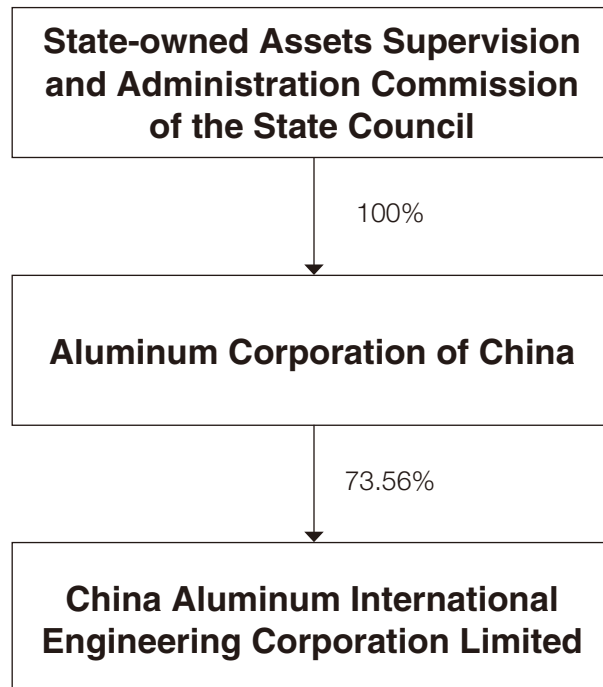 State-owned Assets Supervision
and Administration Commission
of the State Council
100%
Aluminum Corporation of China
73.56%
China Aluminum International
Engineering Corporation Limited